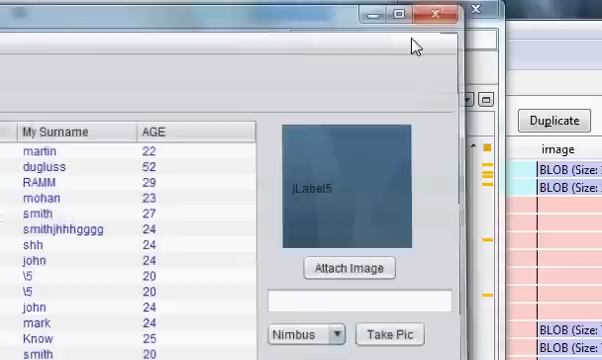 Duplicate
My Surname AGE
image
martin 22
dugluss 52
BLOB (Size:
RAMM 29
BLOB (Size:
mohan 23
jLabel5
smith 27
smithjhhhgggg 24
shh 24
john 24
Attach Image
\5 20
\5 20
john 24
mark 24
Nimbus
Take Pic
BLOB (Size:
Know 25
BLOB (Size:
smith 20